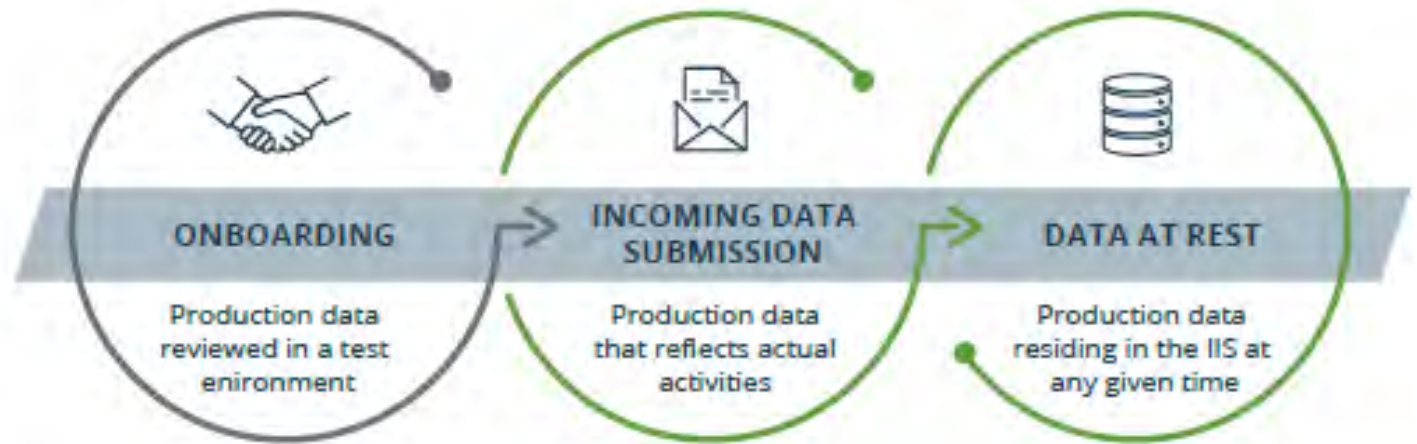 ONBOARDING
Production data
reviewed in a test
enironment
INCOMING DATA
SUBMISSION
Production data
that reflects actual
activities
DATA AT REST
Production data
residing in the IIS at
any given time